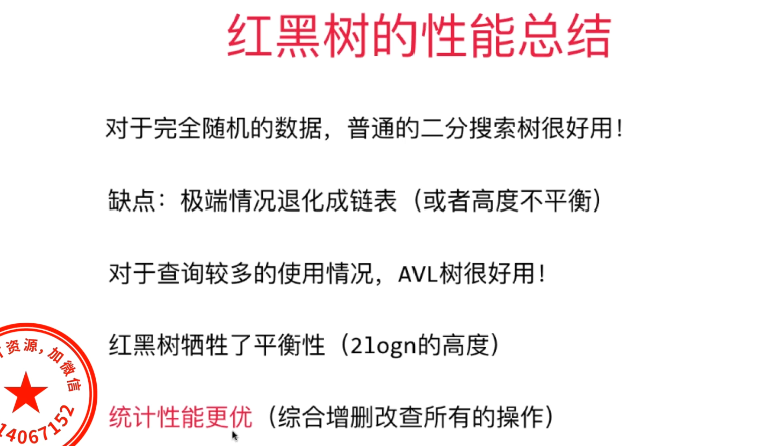 红黑树的性能总结
对于完全随机的数据，普通的二分搜索树很好用！
缺点：极端情况退化成链表（或者高度不平衡）
对于查询较多的使用情况，AVL树很好用！
红黑树牺牲了平衡性（2logn的高度）
统计性能更优（综合增删改查所有的操作）
资源，加微信
14067152